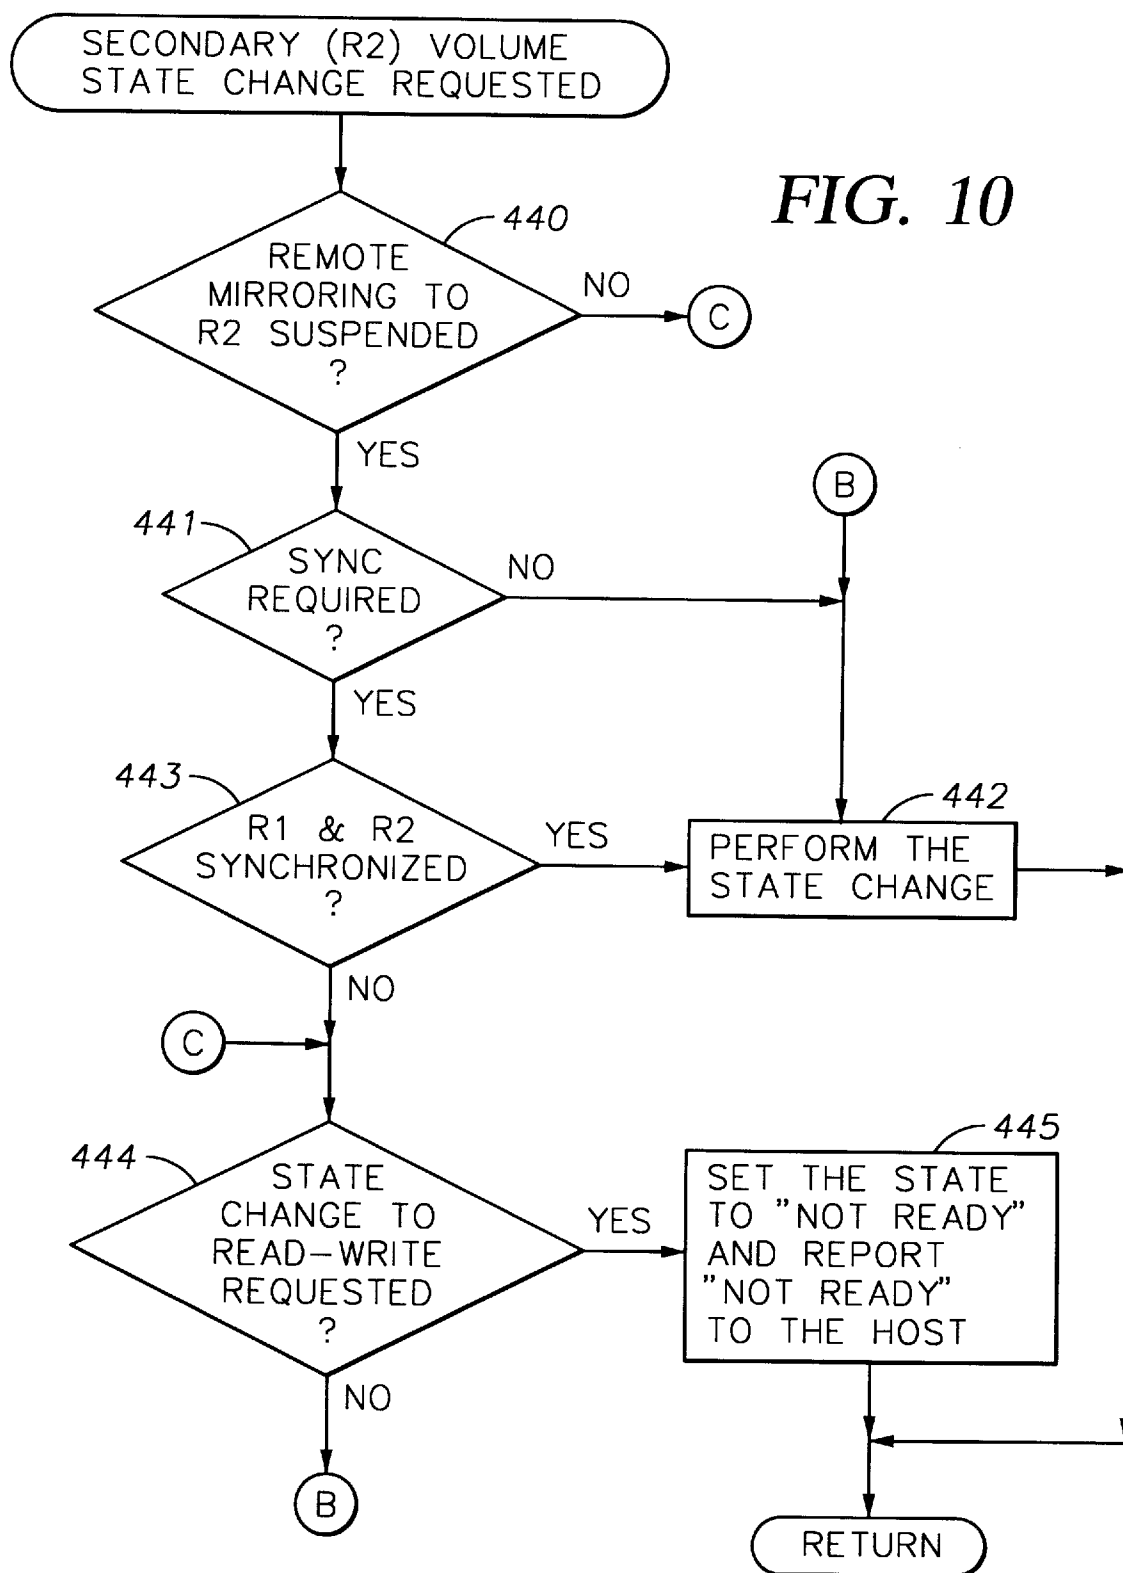 SECONDARY (R2) VOLUME
STATE CHANGE REQUESTED
FIG. 10
440
REMOTE
MIRRORING TO
R2 SUSPENDED
?
NO
C
YES
B
441
SYNC
REQUIRED
?
NO
YES
443
R1 & R2
SYNCHRONIZED
?
YES
442
PERFORM THE
STATE CHANGE
NO
C
444
STATE
CHANGE TO
READ-WRITE
REQUESTED
?
YES
445
SET THE STATE
TO "NOT READY"
AND REPORT
"NOT READY"
TO THE HOST
NO
B
RETURN